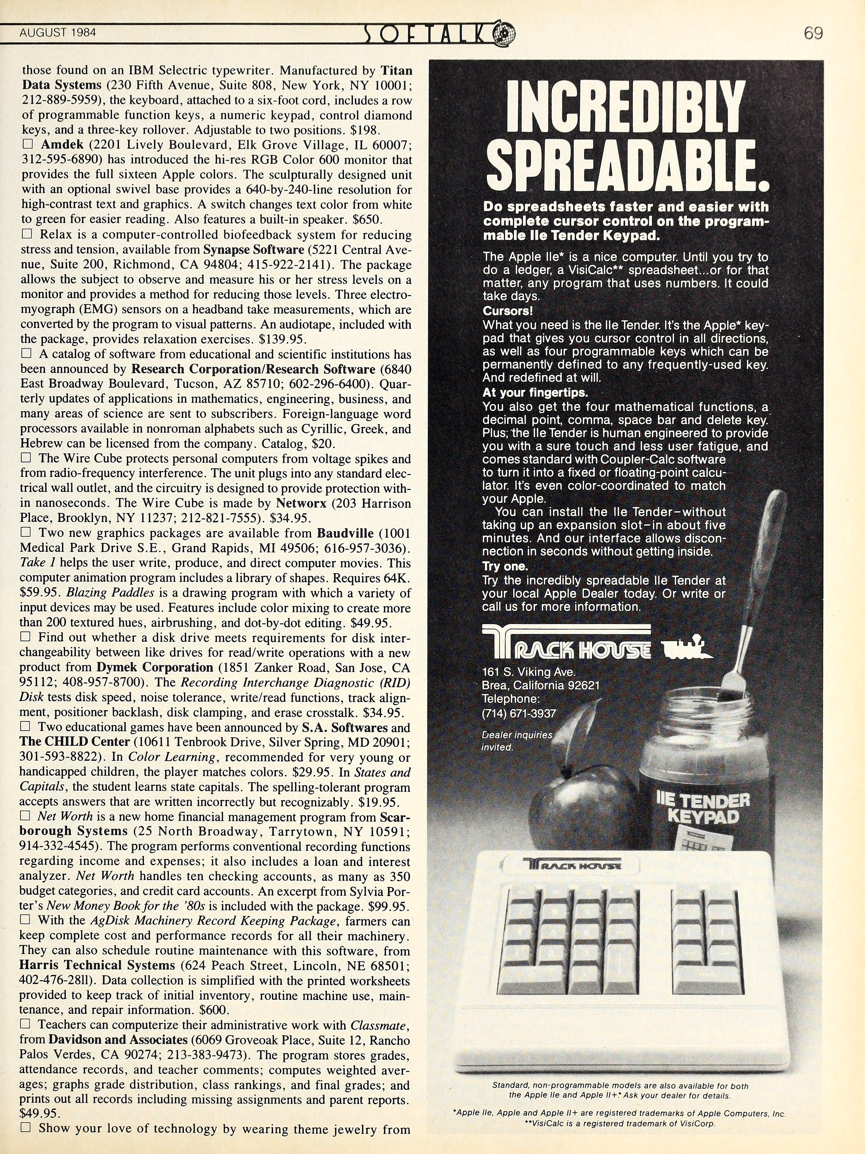 AUGUST 1984
SOFTALK
69
those found on an IBM Selectric typewriter. Manufactured by Titan
Data Systems (230 Fifth Avenue, Suite 808, New York, NY 10001;
212-889-5959), the keyboard, attached to a six-foot cord, includes a row
of programmable function keys, a numeric keypad, control diamond
keys, and a three-key rollover. Adjustable to two positions. $198.
□ Amdek (2201 Lively Boulevard, Elk Grove Village, IL 60007;
312-595-6890) has introduced the hi-res RGB Color 600 monitor that
provides the full sixteen Apple colors. The sculpturally designed unit
with an optional swivel base provides a 640-by-240-line resolution for
high-contrast text and graphics. A switch changes text color from white
to green for easier reading. Also features a built-in speaker. $650.
□ Relax is a computer-controlled biofeedback system for reducing
stress and tension, available from Synapse Software (5221 Central Ave-
nue, Suite 200, Richmond, CA 94804; 415-922-2141). The package
allows the subject to observe and measure his or her stress levels on a
monitor and provides a method for reducing those levels. Three electro-
myograph (EMG) sensors on a headband take measurements, which are
converted by the program to visual patterns. An audiotape, included with
the package, provides relaxation exercises. $139.95.
□ A catalog of software from educational and scientific institutions has
been announced by Research Corporation/Research Software (6840
East Broadway Boulevard, Tucson, AZ 85710; 602-296-6400). Quar-
terly updates of applications in mathematics, engineering, business, and
many areas of science are sent to subscribers. Foreign-language word
processors available in nonroman alphabets such as Cyrillic, Greek, and
Hebrew can be licensed from the company. Catalog, $20.
□ The Wire Cube protects personal computers from voltage spikes and
from radio-frequency interference. The unit plugs into any standard elec-
trical wall outlet, and the circuitry is designed to provide protection with-
in nanoseconds. The Wire Cube is made by Networx (203 Harrison
Place, Brooklyn, NY 11237; 212-821-7555). $34.95.
□ Two new graphics packages are available from Baudville (1001
Medical Park Drive S.E., Grand Rapids, MI 49506; 616-957-3036).
Take 1 helps the user write, produce, and direct computer movies. This
computer animation program includes a library of shapes. Requires 64K.
$59.95. Blazing Paddles is a drawing program with which a variety of
input devices may be used. Features include color mixing to create more
than 200 textured hues, airbrushing, and dot-by-dot editing. $49.95.
□ Find out whether a disk drive meets requirements for disk inter-
changeability between like drives for read/write operations with a new
product from Dymek Corporation (1851 Zanker Road, San Jose, CA
95112; 408-957-8700). The Recording Interchange Diagnostic (RID)
Disk tests disk speed, noise tolerance, write/read functions, track align-
ment, positioner backlash, disk clamping, and erase crosstalk. $34.95.
□ Two educational games have been announced by S.A. Softwares and
The CHILD Center (10611 Tenbrook Drive, Silver Spring, MD 20901;
301-593-8822). In Color Learning, recommended for very young or
handicapped children, the player matches colors. $29.95. In States and
Capitals, the student learns state capitals. The spelling-tolerant program
accepts answers that are written incorrectly but recognizably. $19.95.
□ Net Worth is a new home financial management program from Scar-
borough Systems (25 North Broadway, Tarrytown, NY 10591;
914-332-4545). The program performs conventional recording functions
regarding income and expenses; it also includes a loan and interest
analyzer. Net Worth handles ten checking accounts, as many as 350
budget categories, and credit card accounts. An excerpt from Sylvia Por-
ter's New Money Book for the '80s is included with the package. $99.95.
□ With the AgDisk Machinery Record Keeping Package, farmers can
keep complete cost and performance records for all their machinery.
They can also schedule routine maintenance with this software, from
Harris Technical Systems (624 Peach Street, Lincoln, NE 68501;
402-476-2811). Data collection is simplified with the printed worksheets
provided to keep track of initial inventory, routine machine use, main-
tenance, and repair information. $600.
□ Teachers can computerize their administrative work with Classmate,
from Davidson and Associates (6069 Groveoak Place, Suite 12, Rancho
Palos Verdes, CA 90274; 213-383-9473). The program stores grades,
attendance records, and teacher comments; computes weighted aver-
ages; graphs grade distribution, class rankings, and final grades; and
prints out all records including missing assignments and parent reports.
$49.95.
□ Show your love of technology by wearing theme jewelry from
INCREDIBLY
SPREADABLE.
Do spreadsheets faster and easier with
complete cursor control on the program-
mable IIe Tender Keypad.
The Apple IIe* is a nice computer. Until you try to
do a ledger, a VisiCalc** spreadsheet...or for that
matter, any program that uses numbers. It could
take days.
Cursors!
What you need is the IIe Tender. It's the Apple* key-
pad that gives you cursor control in all directions,
as well as four programmable keys which can be
permanently defined to any frequently-used key.
And redefined at will.
At your fingertips.
You also get the four mathematical functions, a
decimal point, comma, space bar and delete key.
Plus, the IIe Tender is human engineered to provide
you with a sure touch and less user fatigue, and
comes standard with Coupler-Calc software
to turn it into a fixed or floating-point calcu-
lator. It's even color-coordinated to match
your Apple.
You can install the IIe Tender–without
taking up an expansion slot–in about five
minutes. And our interface allows discon-
nection in seconds without getting inside.
Try one.
Try the incredibly spreadable IIe Tender at
your local Apple Dealer today. Or write or
call us for more information.
TRACK HOUSE
161 S. Viking Ave.
Brea, California 92621
Telephone:
(714) 671-3937
Dealer inquiries
invited.
IIE TENDER
KEYPAD
TRACK HOUSE
Standard, non-programmable models are also available for both
the Apple IIe and Apple II+.* Ask your dealer for details.
*Apple IIe, Apple and Apple II+ are registered trademarks of Apple Computers, Inc.
**VisiCalc is a registered trademark of VisiCorp.